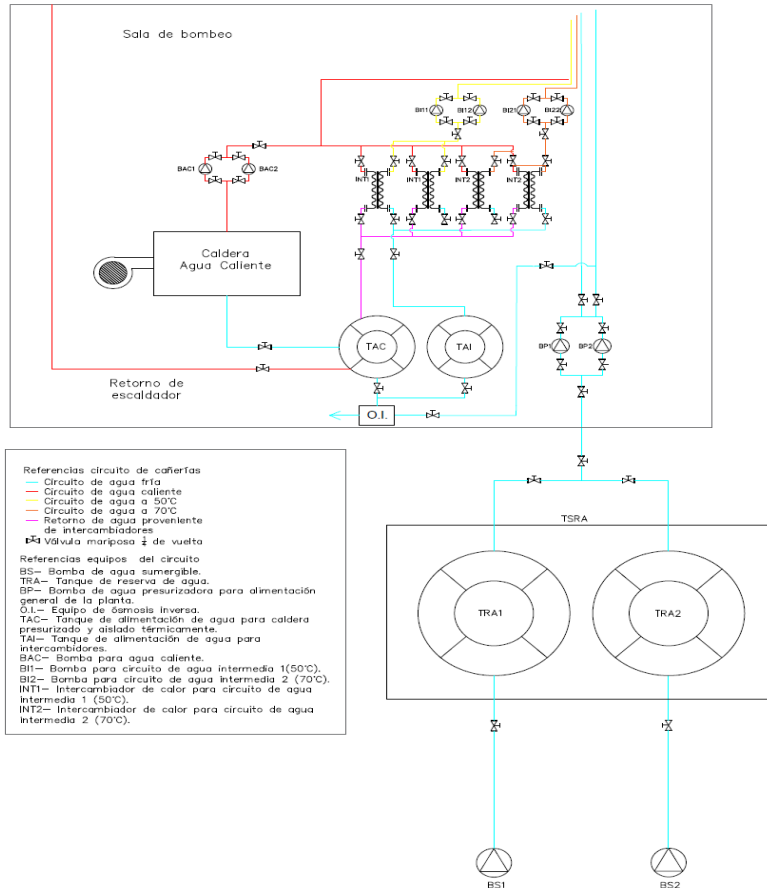 Sala de bombeo
BI11
BI12
BI21
BI22
BAC1
BAC2
INT1
INT1
INT2
INT2
Caldera
Agua Caliente
TAC
TAI
BP1
BP2
Retorno de
escaldador
O.I.
Referencias circuito de cañerías
Circuito de agua fría
Circuito de agua caliente
Circuito de agua a 50°C
Circuito de agua a 70°C
Retorno de agua proveniente
de intercambiadores
Válvula mariposa ¼ de vuelta
Referencias equipos del circuito
BS— Bomba de agua sumergible.
TRA— Tanque de reserva de agua.
BP— Bomba de agua presurizadora para alimentación
general de la planta.
O.I.— Equipo de ósmosis inversa.
TAC— Tanque de alimentación de agua para caldera
presurizado y aislado térmicamente.
TAI— Tanque de alimentación de agua para
intercambidores.
BAC— Bomba para agua caliente.
BI1— Bomba para circuito de agua intermedia 1(50°C).
BI2— Bomba para circuito de agua intermedia 2 (70°C).
INT1— Intercambiador de calor para circuito de agua
intermedia 1 (50°C).
INT2— Intercambiador de calor para circuito de agua
intermedia 2 (70°C).
TSRA
TRA1
TRA2
BS1
BS2